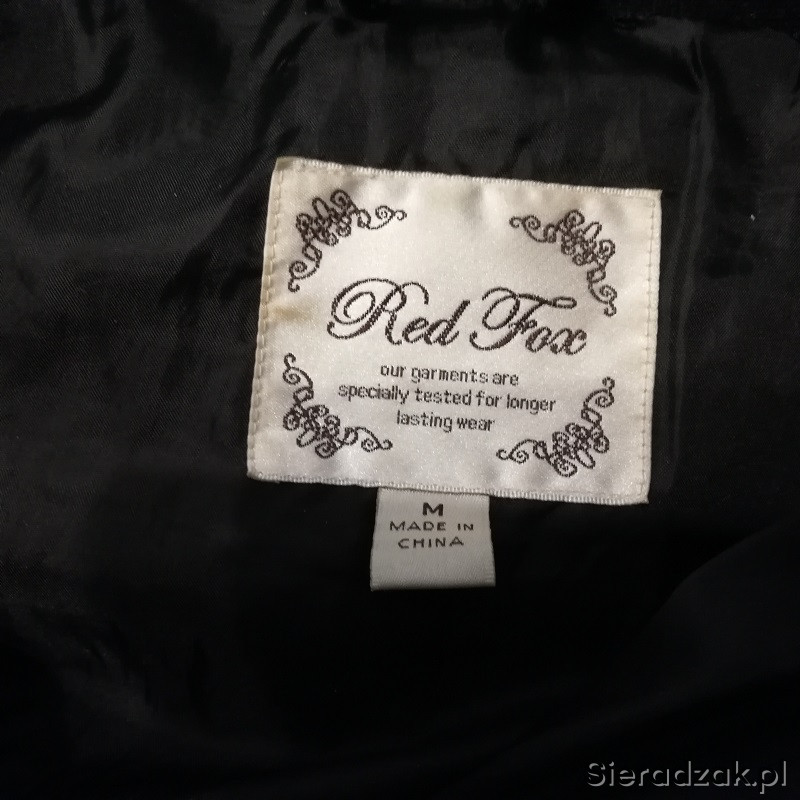 Red Fox
our garments are
specially tested for longer
lasting wear
M
MADE IN
CHINA
Sieradzak.pl